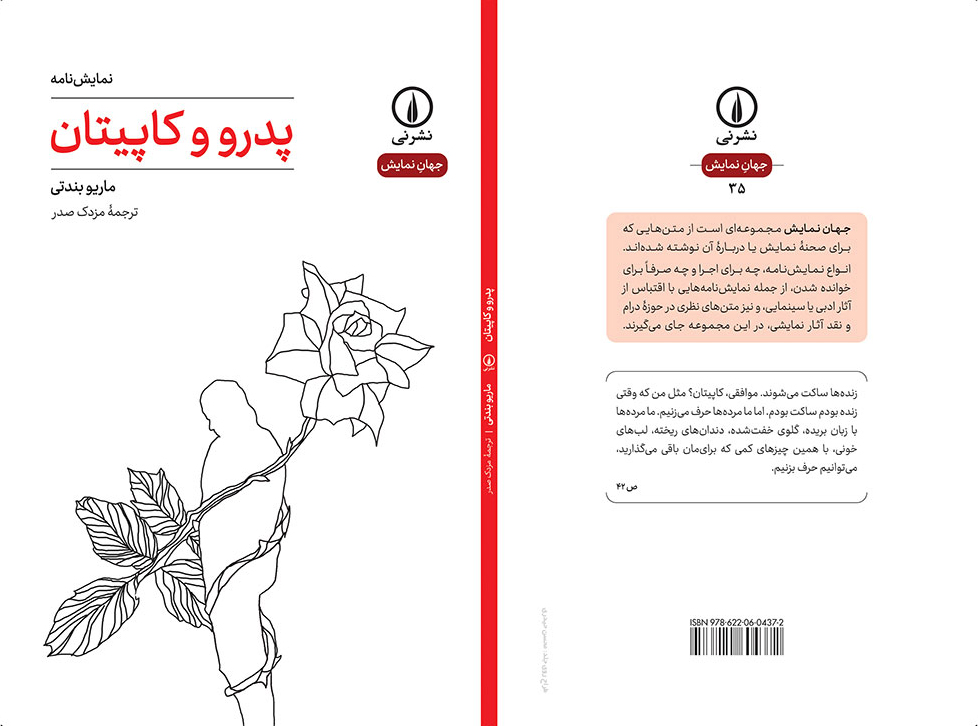 نمایش‌نامه
پدرو و کاپیتان
ماریو بندتی
ترجمهٔ مزدک صدر
نشرنی
جهانِ نمایش
پدرو و کاپیتان
ماریو بندتی | ترجمهٔ مزدک صدر
نشرنی
جهانِ نمایش
۳۵
جهـان نمایش مجموعه‌ای است از متن‌هایی که
برای صحنهٔ نمایش یا دربارهٔ آن نوشته شده‌اند.
انواع نمایش‌نامه، چه برای اجرا و چه صرفاً برای
خوانده شدن، از جمله نمایش‌نامه‌هایی با اقتباس از
آثار ادبی یا سینمایی، و نیز متن‌های نظری در حوزهٔ درام
و نقد آثار نمایشی، در این مجموعه جای می‌گیرند.
زنده‌ها ساکت می‌شوند. موافقی، کاپیتان؟ مثل من که وقتی
زنده بودم ساکت بودم. اما ما مرده‌ها حرف می‌زنیم. ما مرده‌ها
با زبان بریده، گلوی خفت‌شده، دندان‌های ریخته، لب‌های
خونی، با همین چیزهای کمی که برای‌مان باقی می‌گذارید،
می‌توانیم حرف بزنیم.
ص ۴۲
ISBN 978-622-06-0437-2